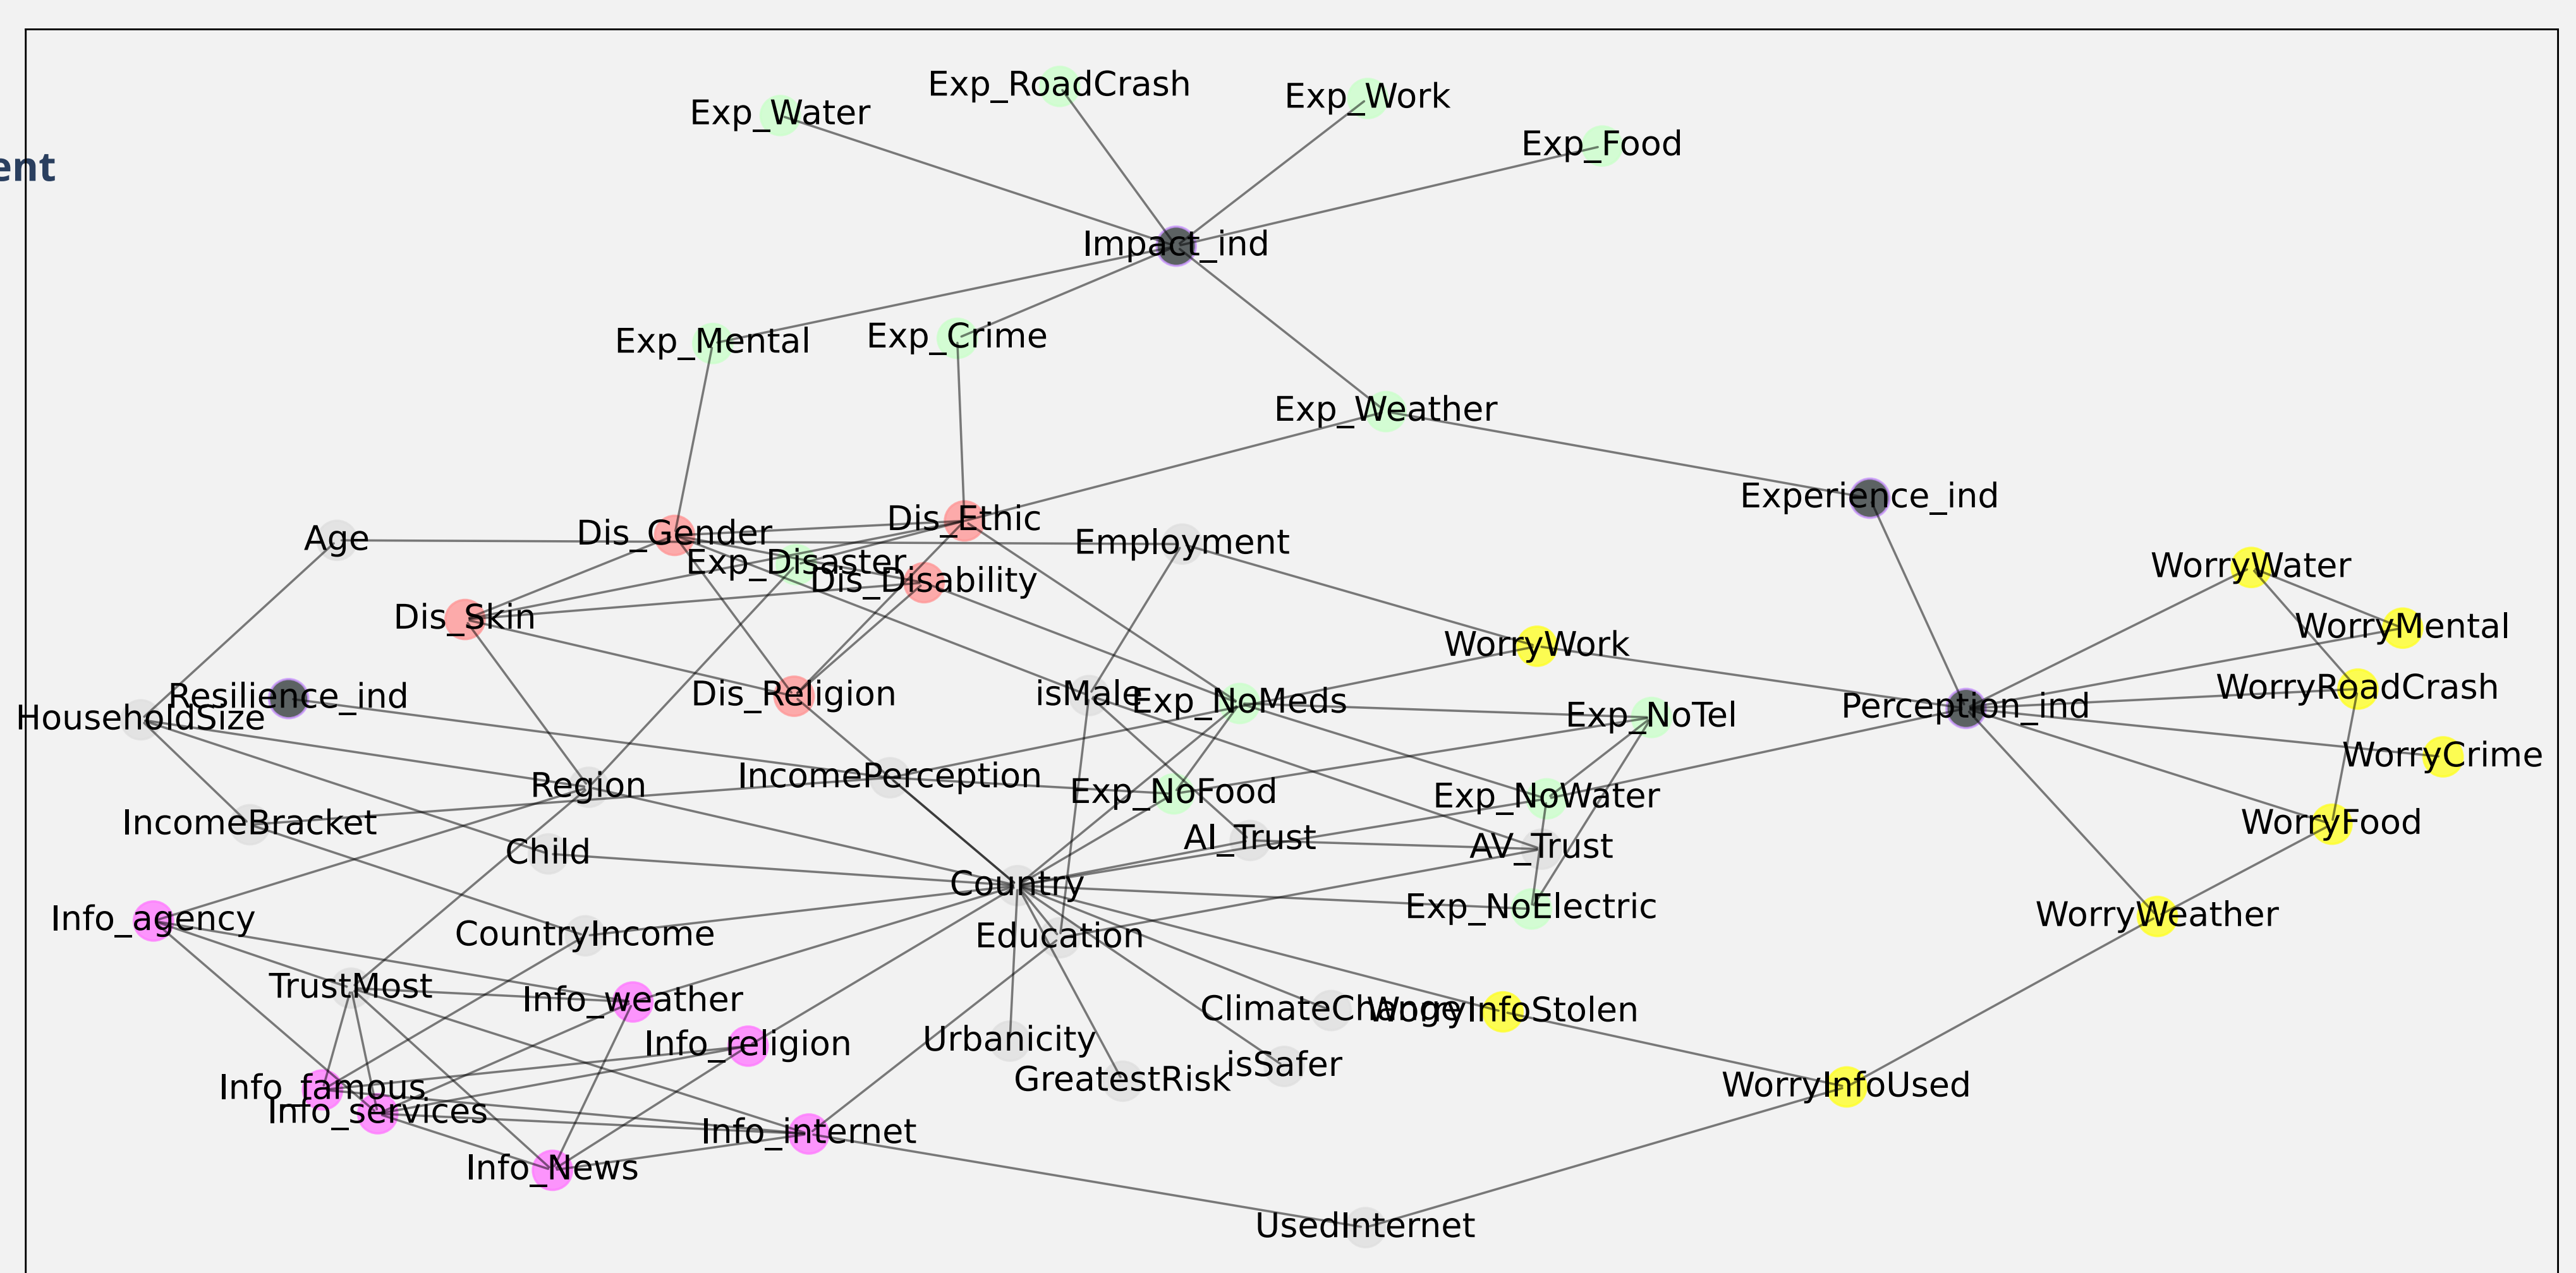 Exp_RoadCrash
Exp_Work
Exp_Water
Exp_Food
ent
Impact_ind
Exp_Crime
Exp_Mental
Exp_Weather
Experience_ind
Dis_Ethic
Dis_Gender
Age
Employment
Exp_Disaster
WorryWater
Dis_Disability
Dis_Skin
WorryMental
WorryWork
WorryRoadCrash
Resilience_ind
Dis_Religion
isMale
Exp_NoMeds
Perception_ind
HouseholdSize
Exp_NoTel
WorryCrime
IncomePerception
Region
Exp_NoFood
Exp_NoWater
IncomeBracket
WorryFood
AI_Trust
AV_Trust
Child
Country
Exp_NoElectric
WorryWeather
Info_agency
CountryIncome
Education
TrustMost
Info_weather
ClimateChange
WorryInfoStolen
Urbanicity
Info_religion
isSafer
GreatestRisk
WorryInfoUsed
Info_famous
Info_services
Info_internet
Info_News
UsedInternet